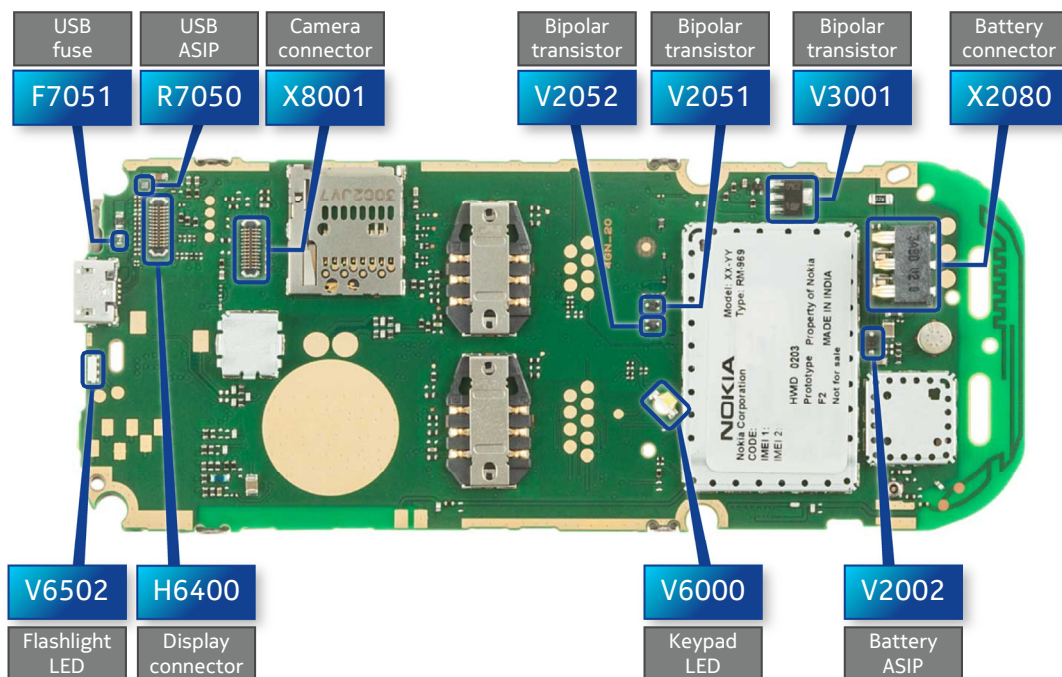 USB
fuse
USB
ASIP
Camera
connector
Bipolar
transistor
Bipolar
transistor
Bipolar
transistor
Battery
connector
F7051
R7050
X8001
V2052
V2051
V3001
X2080
30C2JV7
4GN_20
Model: XX-YY
Type: RM-969
NOKIA
Nokia Corporation
CODE:
IMEI 1:
IMEI 2:
HWID 0203
Prototype Property of Nokia
F2 MADE IN INDIA
Not for sale
V6502
H6400
V6000
V2002
Flashlight
LED
Display
connector
Keypad
LED
Battery
ASIP